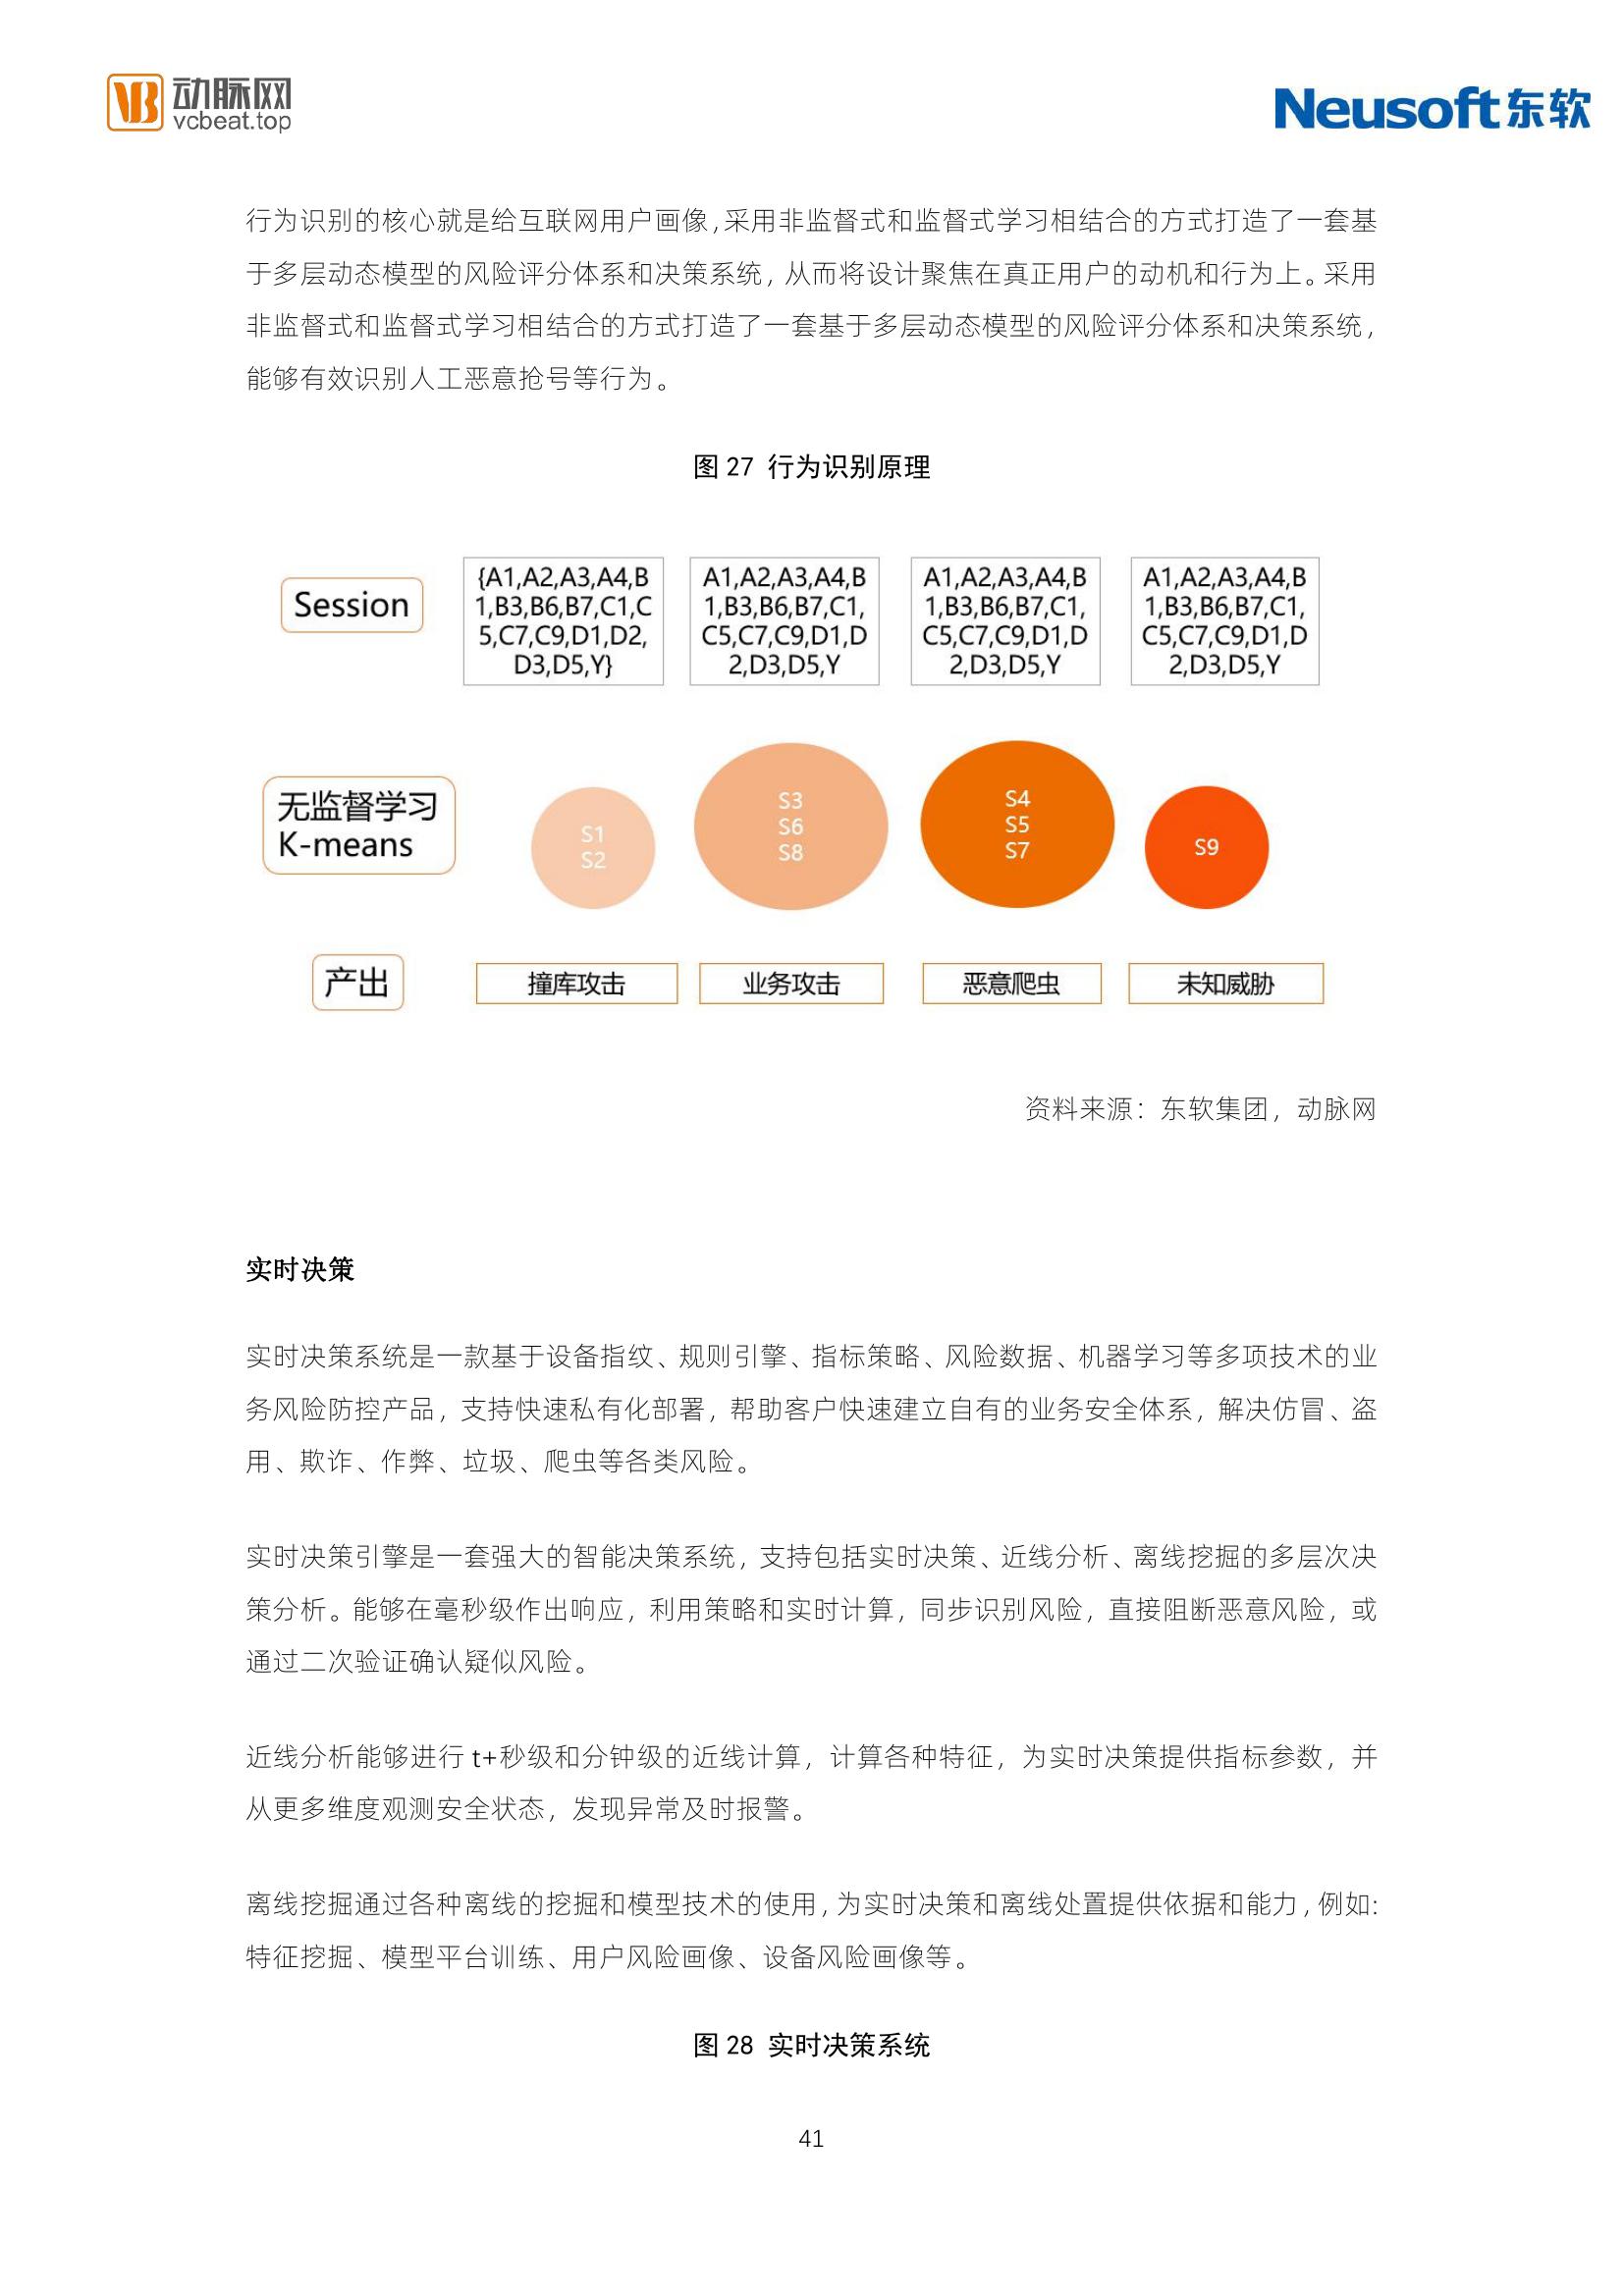 动脉网
vcbeat.top
Neusoft东软
行为识别的核心就是给互联网用户画像,采用非监督式和监督式学习相结合的方式打造了一套基
于多层动态模型的风险评分体系和决策系统，从而将设计聚焦在真正用户的动机和行为上。采用
非监督式和监督式学习相结合的方式打造了一套基于多层动态模型的风险评分体系和决策系统，
能够有效识别人工恶意抢号等行为。
图 27 行为识别原理
Session
{A1,A2,A3,A4,B
1,B3,B6,B7,C1,C
5,C7,C9,D1,D2,
D3,D5,Y}
A1,A2,A3,A4,B
1,B3,B6,B7,C1,
C5,C7,C9,D1,D
2,D3,D5,Y
A1,A2,A3,A4,B
1,B3,B6,B7,C1,
C5,C7,C9,D1,D
2,D3,D5,Y
A1,A2,A3,A4,B
1,B3,B6,B7,C1,
C5,C7,C9,D1,D
2,D3,D5,Y
无监督学习
K-means
S1
S2
S3
S6
S8
S4
S5
S7
S9
产出
撞库攻击
业务攻击
恶意爬虫
未知威胁
资料来源：东软集团，动脉网
实时决策
实时决策系统是一款基于设备指纹、规则引擎、指标策略、风险数据、机器学习等多项技术的业
务风险防控产品，支持快速私有化部署，帮助客户快速建立自有的业务安全体系，解决仿冒、盗
用、欺诈、作弊、垃圾、爬虫等各类风险。
实时决策引擎是一套强大的智能决策系统，支持包括实时决策、近线分析、离线挖掘的多层次决
策分析。能够在毫秒级作出响应，利用策略和实时计算，同步识别风险，直接阻断恶意风险，或
通过二次验证确认疑似风险。
近线分析能够进行 t+秒级和分钟级的近线计算，计算各种特征，为实时决策提供指标参数，并
从更多维度观测安全状态，发现异常及时报警。
离线挖掘通过各种离线的挖掘和模型技术的使用,为实时决策和离线处置提供依据和能力,例如:
特征挖掘、模型平台训练、用户风险画像、设备风险画像等。
图 28 实时决策系统
41